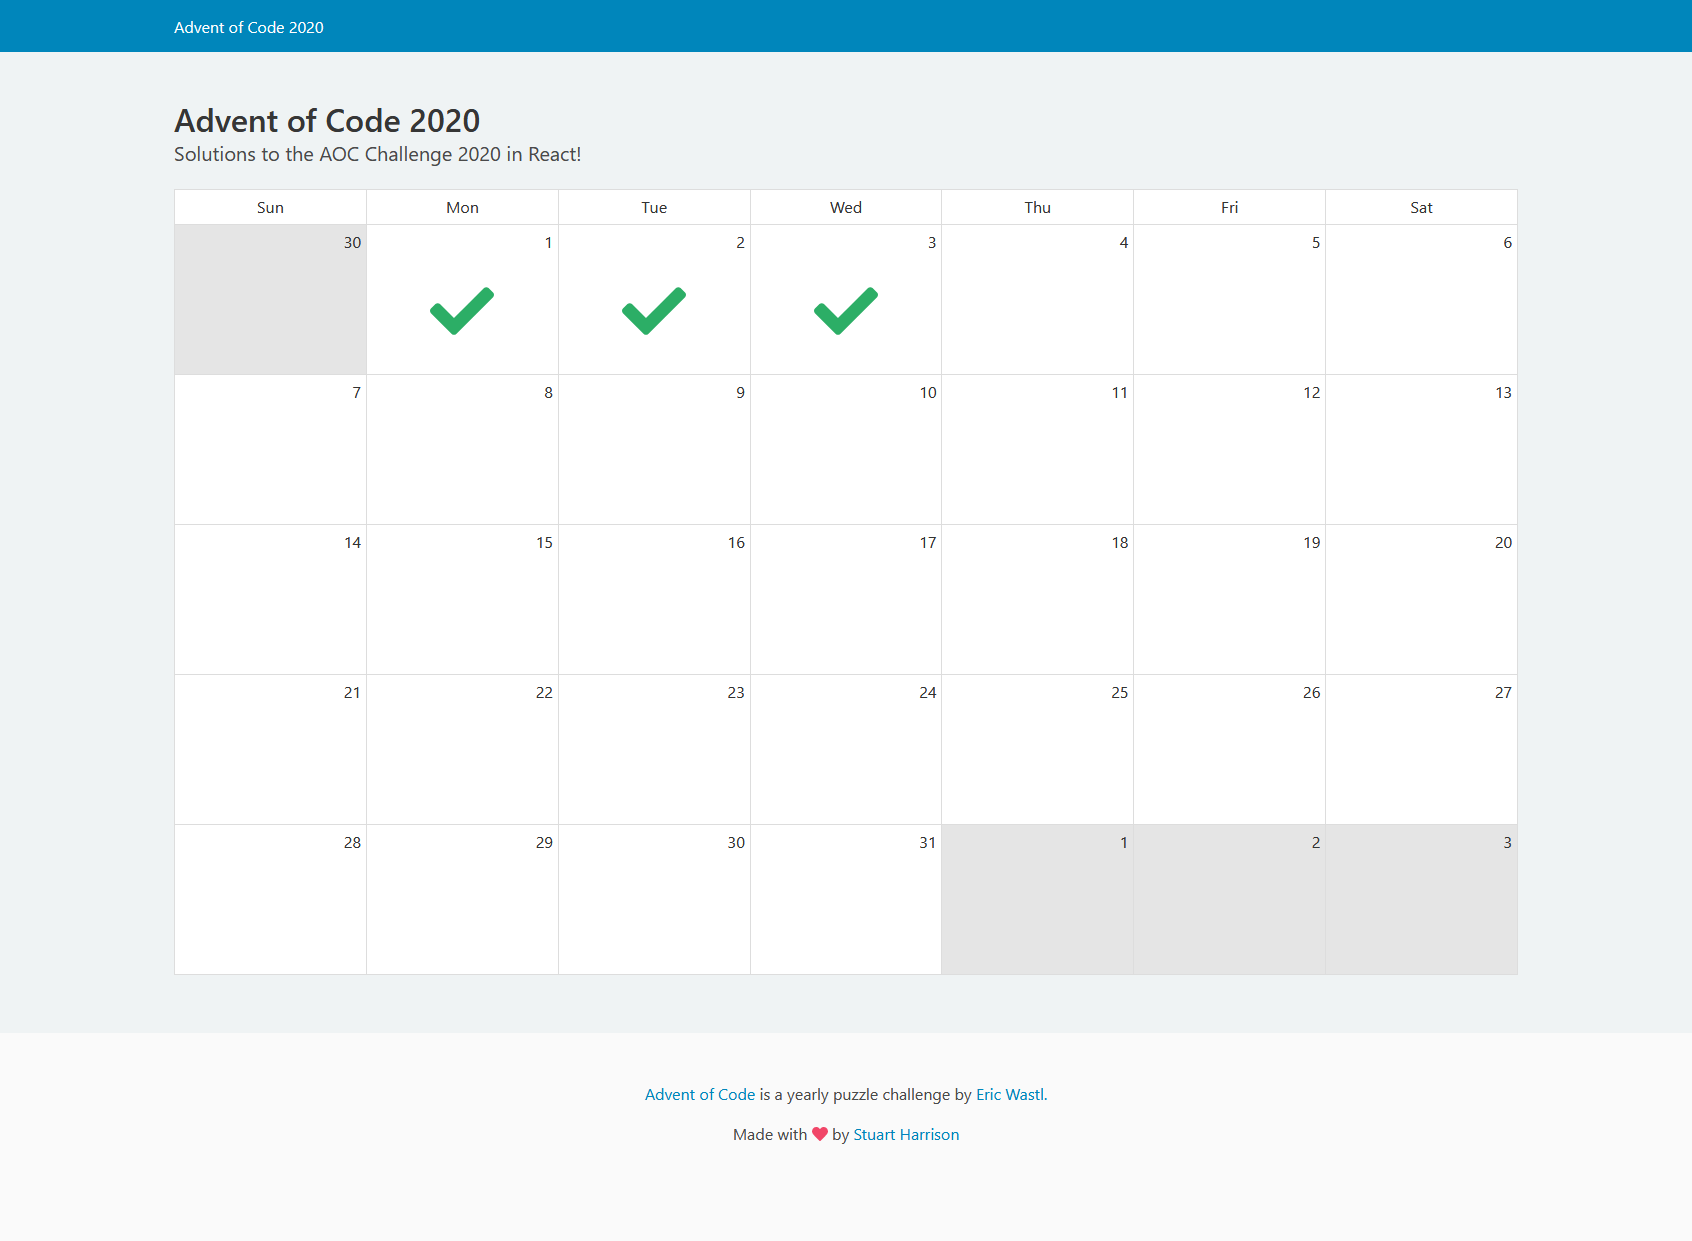 Advent of Code 2020
Advent of Code 2020
Solutions to the AOC Challenge 2020 in React!
Sun Mon Tue Wed Thu Fri Sat
30 1 2 3 4 5 6
7 8 9 10 11 12 13
14 15 16 17 18 19 20
21 22 23 24 25 26 27
28 29 30 31 1 2 3
Advent of Code is a yearly puzzle challenge by Eric Wastl.
Made with ❤ by Stuart Harrison